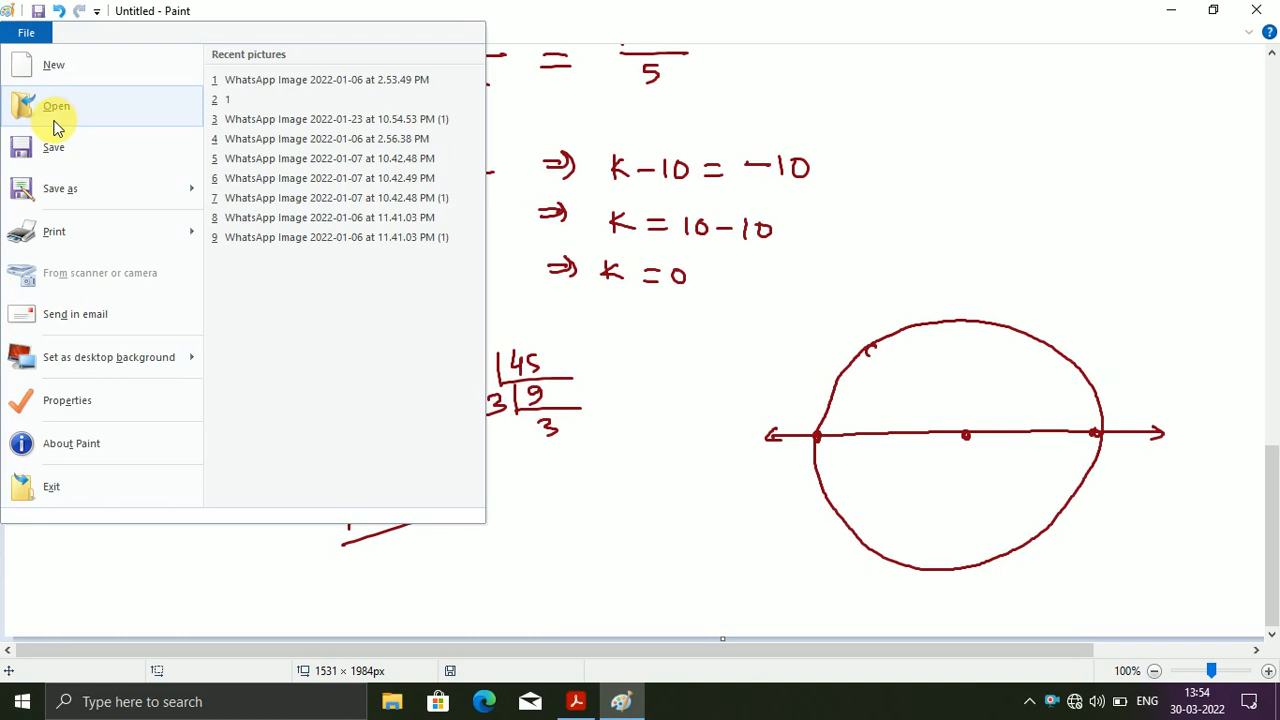 Untitled - Paint
File
New
Open
Save
Save as
Print
From scanner or camera
Send in email
Set as desktop background
Properties
About Paint
Exit
Recent pictures
1 WhatsApp Image 2022-01-06 at 2.53.49 PM
2 1
3 WhatsApp Image 2022-01-23 at 10.54.53 PM (1)
4 WhatsApp Image 2022-01-06 at 2.56.38 PM
5 WhatsApp Image 2022-01-07 at 10.42.48 PM
6 WhatsApp Image 2022-01-07 at 10.42.49 PM
7 WhatsApp Image 2022-01-07 at 10.42.48 PM (1)
8 WhatsApp Image 2022-01-06 at 11.41.03 PM
9 WhatsApp Image 2022-01-06 at 11.41.03 PM (1)
= 5
⇒ K - 10 = -10
⇒ K = 10 - 10
⇒ K = 0
45
3 9
3
1531 × 1984px
100%
Type here to search
ENG
13:54
30-03-2022